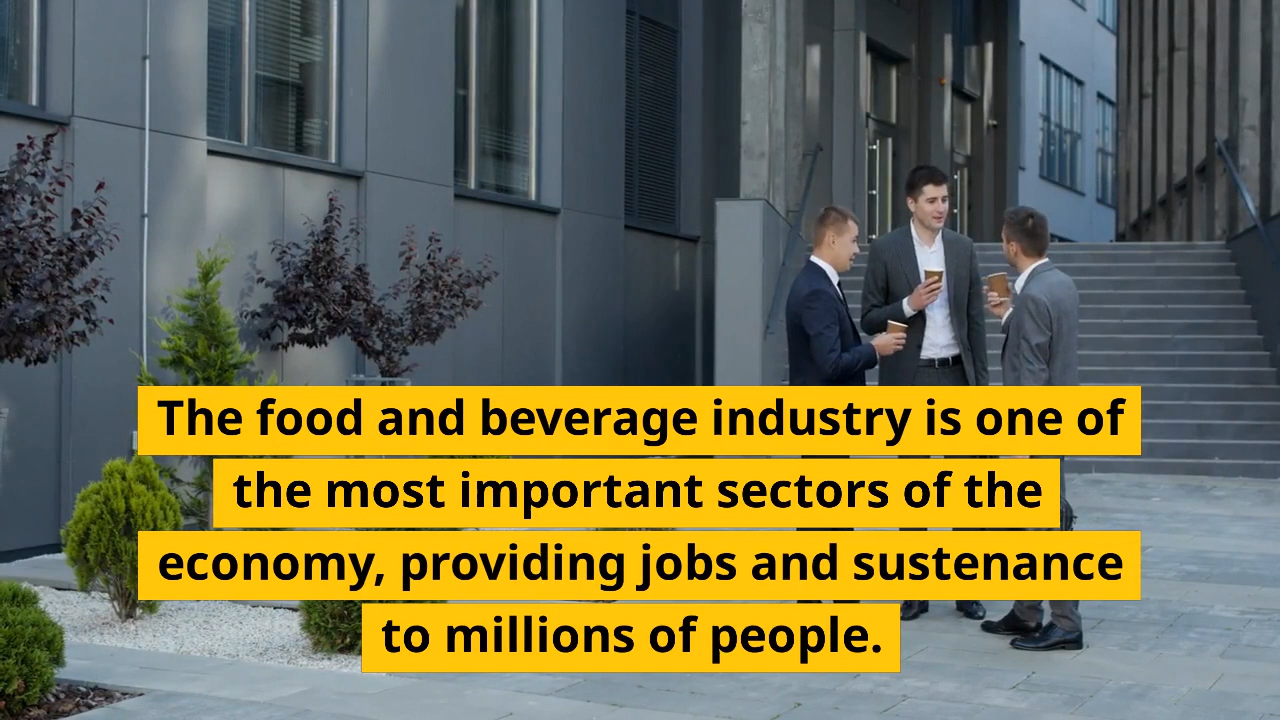 The food and beverage industry is one of
the most important sectors of the
economy, providing jobs and sustenance
to millions of people.